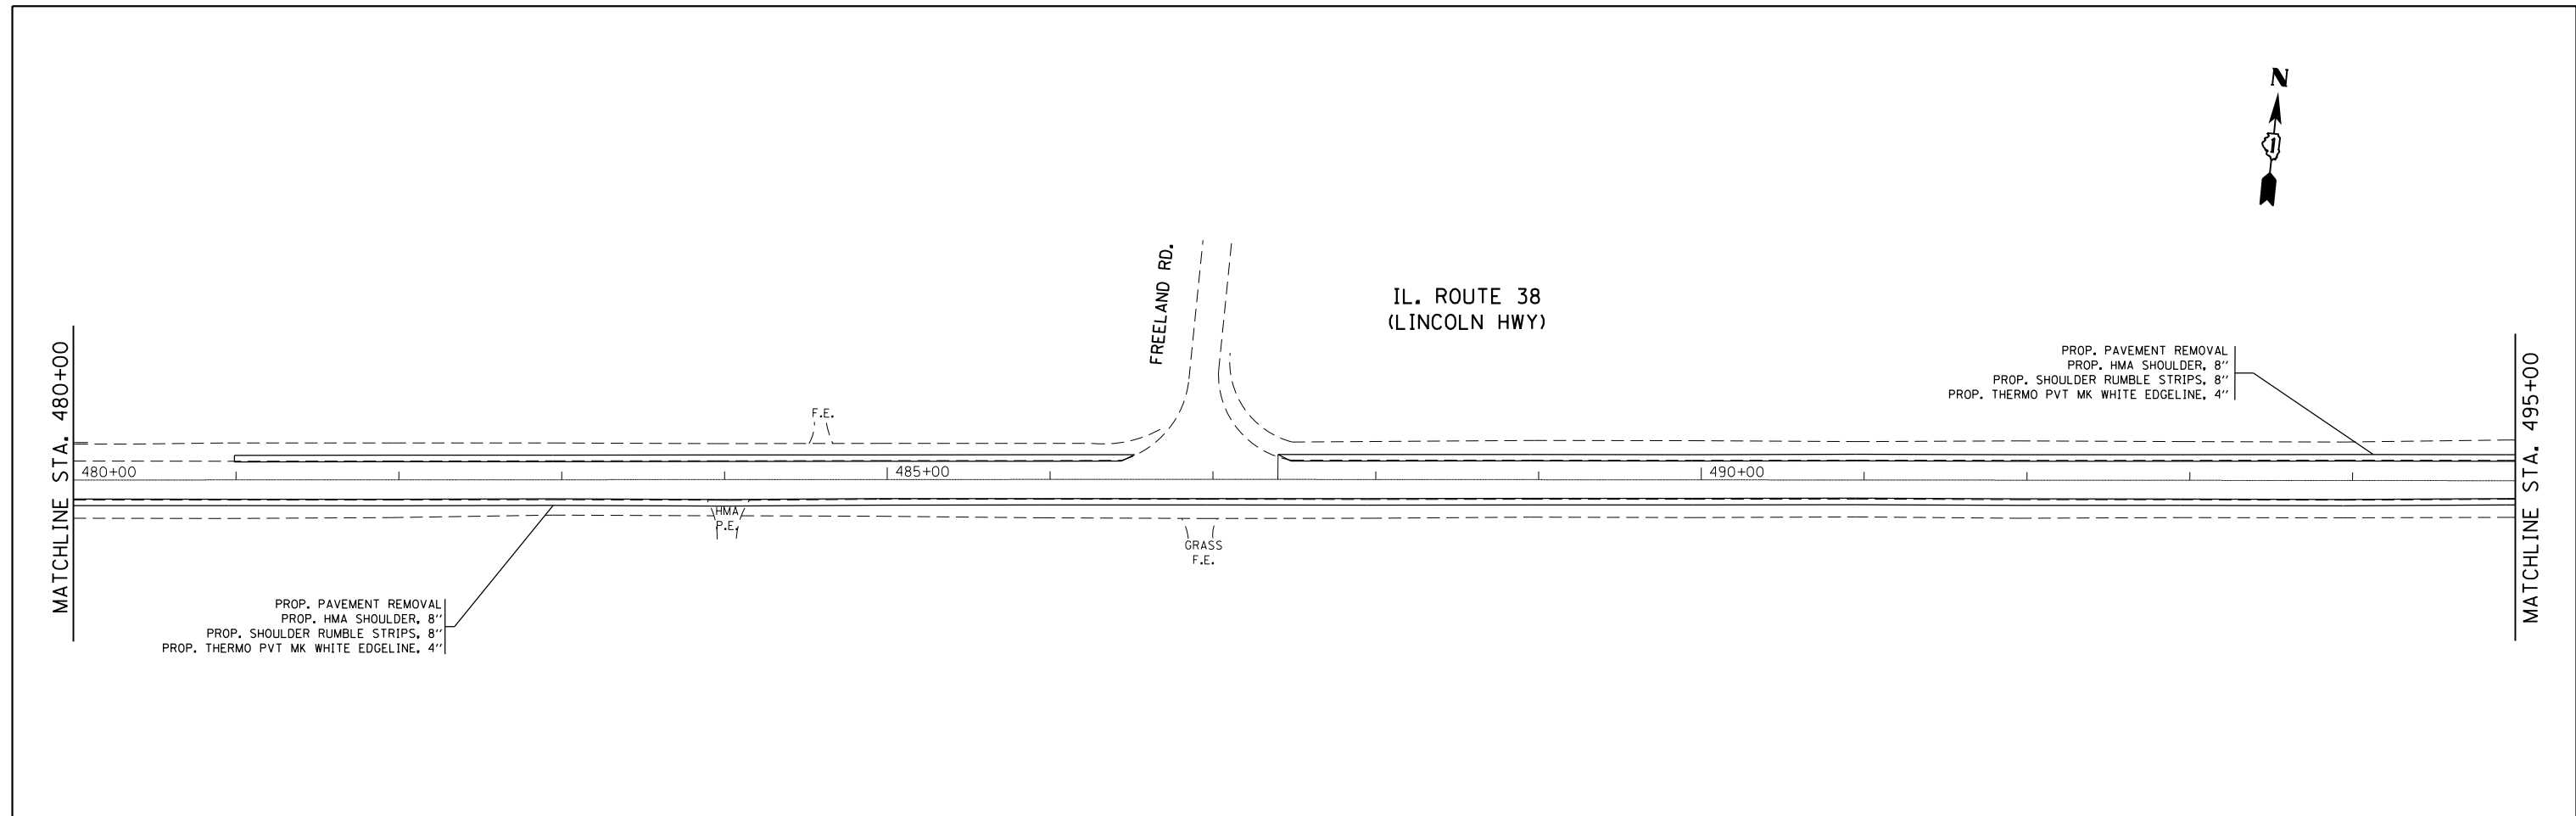 N
1
FREELAND RD.
IL. ROUTE 38
(LINCOLN HWY)
MATCHLINE STA. 480+00
PROP. PAVEMENT REMOVAL
PROP. HMA SHOULDER, 8"
PROP. SHOULDER RUMBLE STRIPS, 8"
PROP. THERMO PVT MK WHITE EDGELINE, 4"
MATCHLINE STA. 495+00
F.E.
480+00
485+00
490+00
HMA
P.E.
GRASS
F.E.
PROP. PAVEMENT REMOVAL
PROP. HMA SHOULDER, 8"
PROP. SHOULDER RUMBLE STRIPS, 8"
PROP. THERMO PVT MK WHITE EDGELINE, 4"